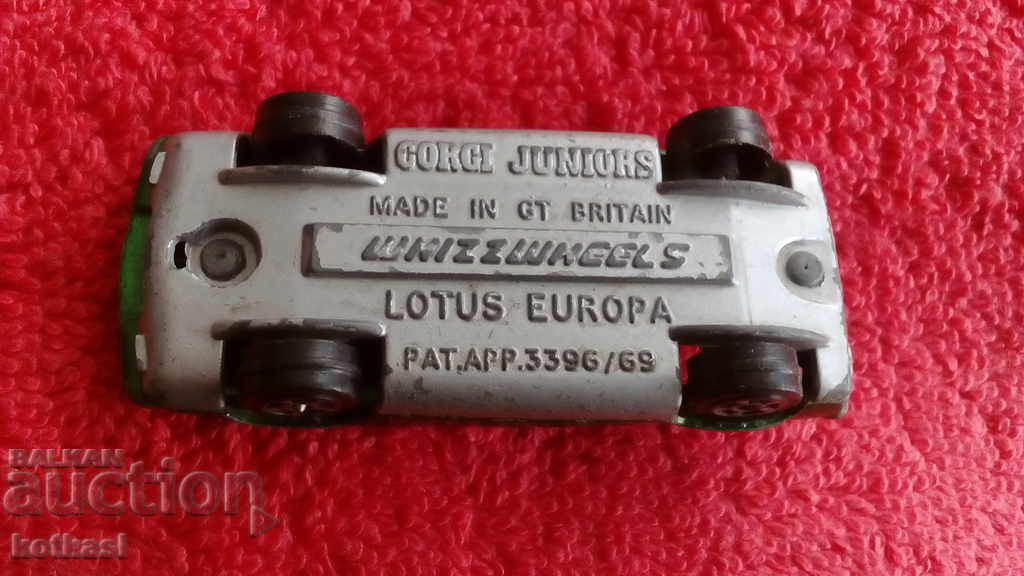 CORGI JUNIORS
MADE IN GT BRITAIN
WHIZZWHEELS
LOTUS EUROPA
PAT.APP.3396/69
BALKAN
auction
kotkasl